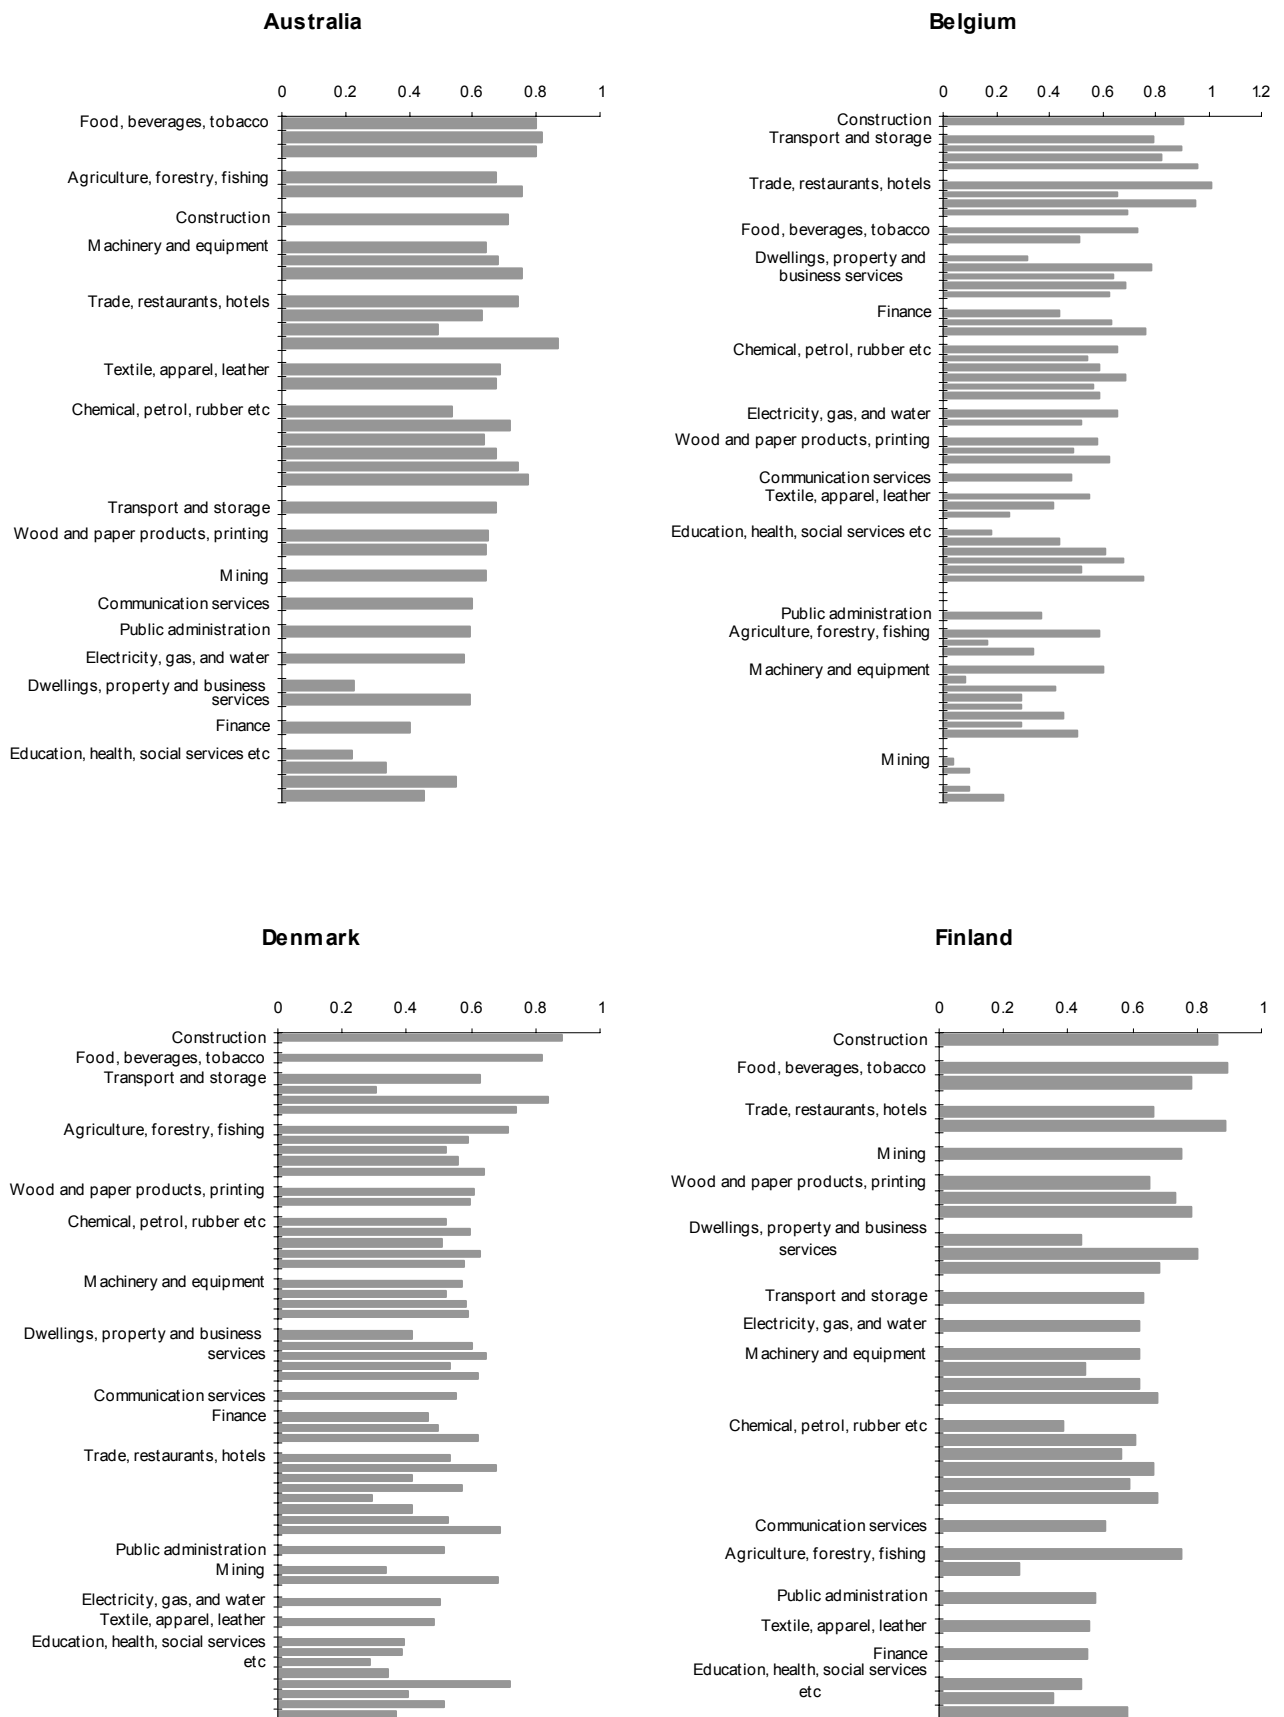 Australia
0 0.2 0.4 0.6 0.8 1
Food, beverages, tobacco
Agriculture, forestry, fishing
Construction
Machinery and equipment
Trade, restaurants, hotels
Textile, apparel, leather
Chemical, petrol, rubber etc
Transport and storage
Wood and paper products, printing
Mining
Communication services
Public administration
Electricity, gas, and water
Dwellings, property and business
services
Finance
Education, health, social services etc
Belgium
0 0.2 0.4 0.6 0.8 1 1.2
Construction
Transport and storage
Trade, restaurants, hotels
Food, beverages, tobacco
Dwellings, property and
business services
Finance
Chemical, petrol, rubber etc
Electricity, gas, and water
Wood and paper products, printing
Communication services
Textile, apparel, leather
Education, health, social services etc
Public administration
Agriculture, forestry, fishing
Machinery and equipment
Mining
Denmark
0 0.2 0.4 0.6 0.8 1
Construction
Food, beverages, tobacco
Transport and storage
Agriculture, forestry, fishing
Wood and paper products, printing
Chemical, petrol, rubber etc
Machinery and equipment
Dwellings, property and business
services
Communication services
Finance
Trade, restaurants, hotels
Public administration
Mining
Electricity, gas, and water
Textile, apparel, leather
Education, health, social services
etc
Finland
0 0.2 0.4 0.6 0.8 1
Construction
Food, beverages, tobacco
Trade, restaurants, hotels
Mining
Wood and paper products, printing
Dwellings, property and business
services
Transport and storage
Electricity, gas, and water
Machinery and equipment
Chemical, petrol, rubber etc
Communication services
Agriculture, forestry, fishing
Public administration
Textile, apparel, leather
Finance
Education, health, social services
etc